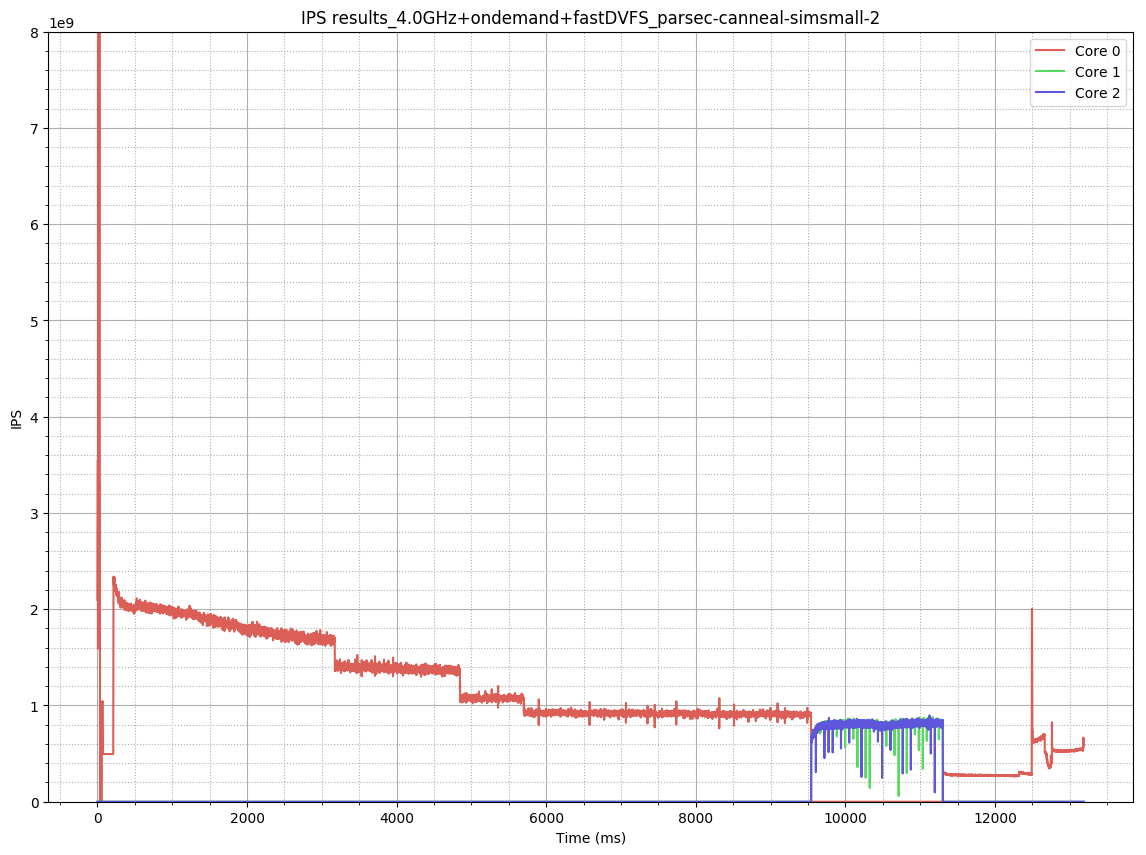 IPS results_4.0GHz+ondemand+fastDVFS_parsec-canneal-simsmall-2
1e9
8
7
6
5
4
3
2
1
0
IPS
Core 0
Core 1
Core 2
0 2000 4000 6000 8000 10000 12000
Time (ms)